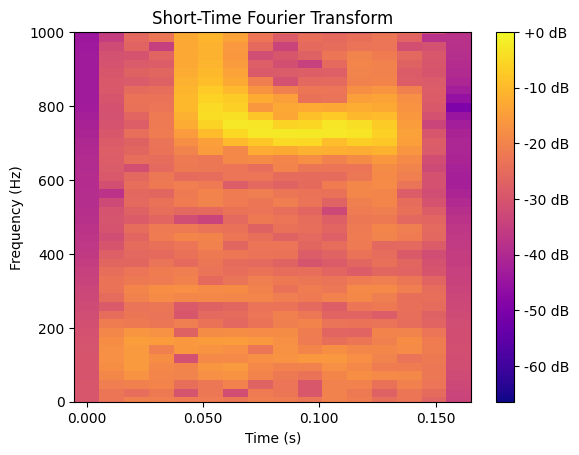 Short-Time Fourier Transform
1000
800
600
400
200
0
Frequency (Hz)
0.000
0.050
0.100
0.150
Time (s)
+0 dB
-10 dB
-20 dB
-30 dB
-40 dB
-50 dB
-60 dB